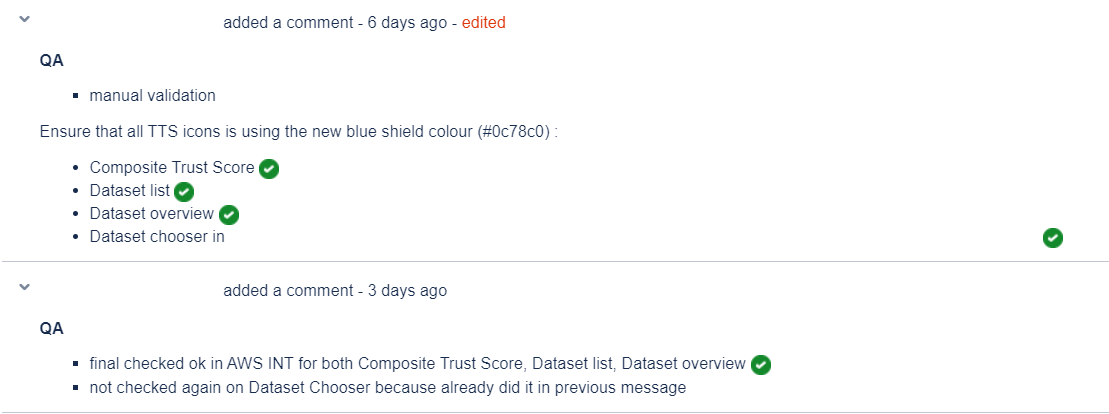 added a comment - 6 days ago - edited
QA
manual validation
Ensure that all TTS icons is using the new blue shield colour (#0c78c0) :
Composite Trust Score
Dataset list
Dataset overview
Dataset chooser in
added a comment - 3 days ago
QA
final checked ok in AWS INT for both Composite Trust Score, Dataset list, Dataset overview
not checked again on Dataset Chooser because already did it in previous message